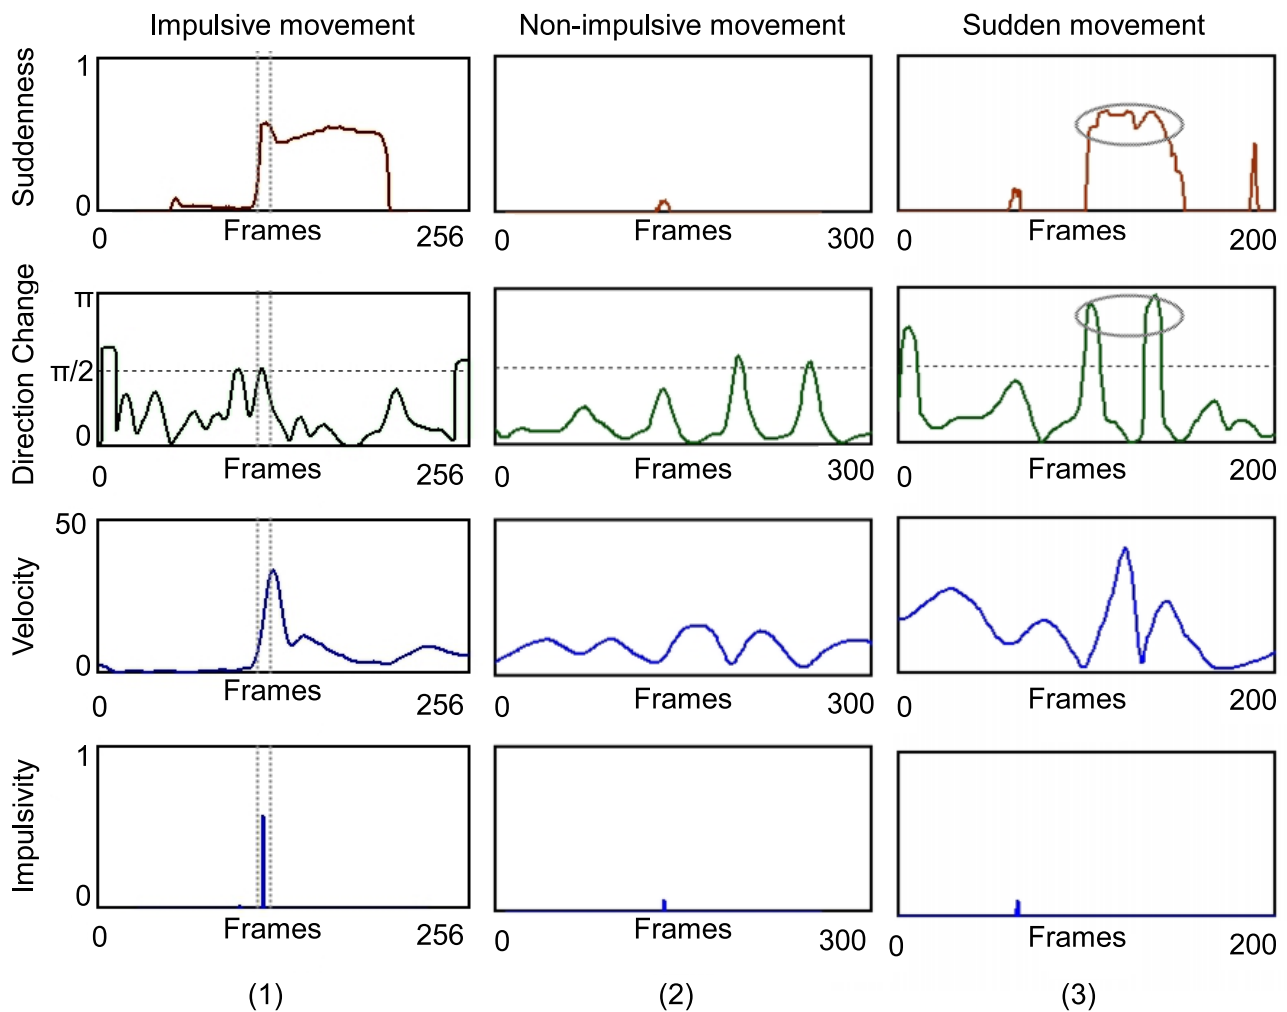 Impulsive movement Non-impulsive movement Sudden movement
Suddenness
1
0
0 Frames 256
0 Frames 300
0 Frames 200
Direction Change
π
π/2
0
0 Frames 256
0 Frames 300
0 Frames 200
Velocity
50
0
0 Frames 256
0 Frames 300
0 Frames 200
Impulsivity
1
0
0 Frames 256
0 Frames 300
0 Frames 200
(1) (2) (3)